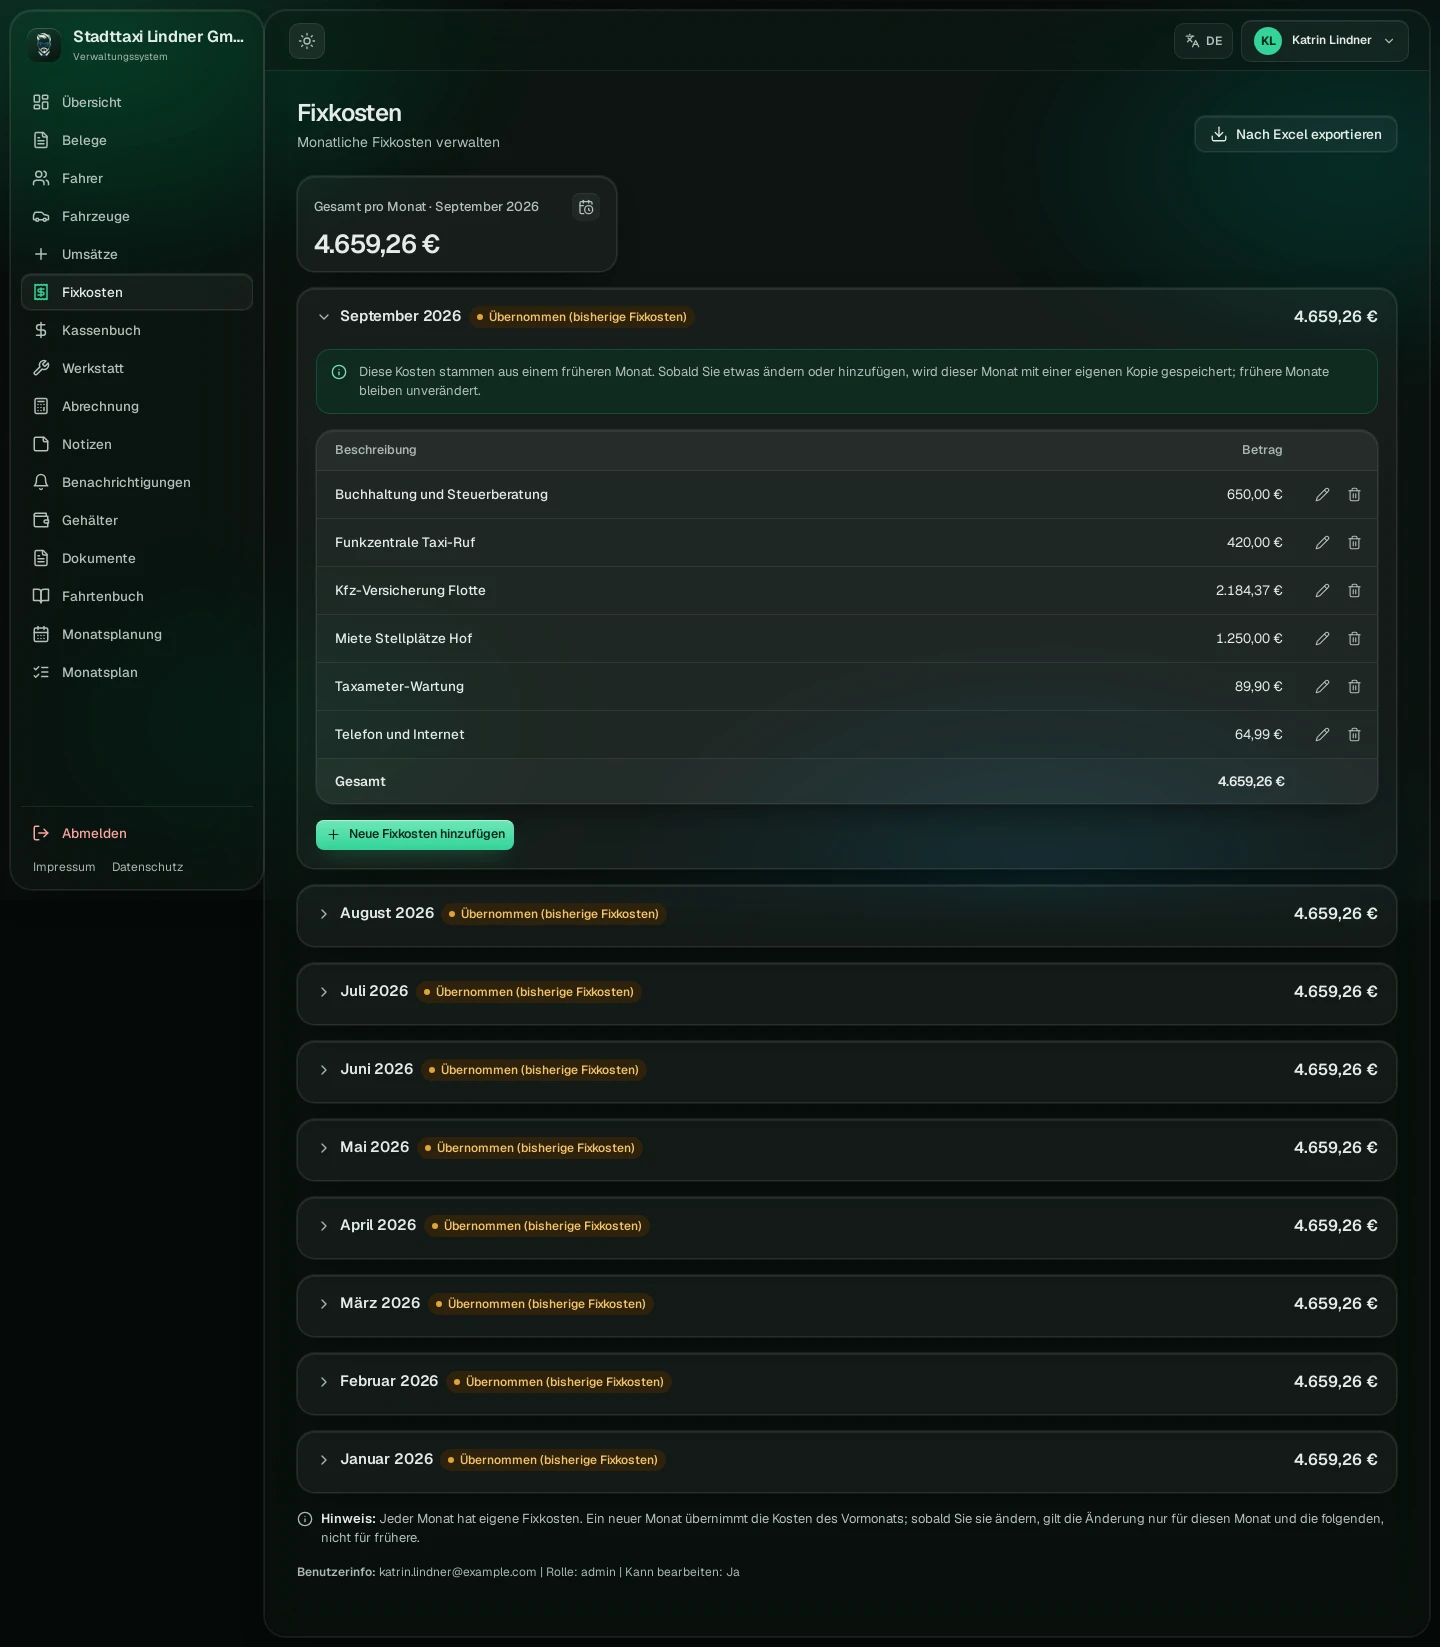 Stadttaxi Lindner Gm...
Verwaltungssystem
Übersicht
Belege
Fahrer
Fahrzeuge
Umsätze
Fixkosten
Kassenbuch
Werkstatt
Abrechnung
Notizen
Benachrichtigungen
Gehälter
Dokumente
Fahrtenbuch
Monatsplanung
Monatsplan
Abmelden
Impressum Datenschutz
DE
KL Katrin Lindner
Fixkosten
Monatliche Fixkosten verwalten
Nach Excel exportieren
Gesamt pro Monat · September 2026
4.659,26 €
September 2026 Übernommen (bisherige Fixkosten) 4.659,26 €
Diese Kosten stammen aus einem früheren Monat. Sobald Sie etwas ändern oder hinzufügen, wird dieser Monat mit einer eigenen Kopie gespeichert; frühere Monate
bleiben unverändert.
Beschreibung Betrag
Buchhaltung und Steuerberatung 650,00 €
Funkzentrale Taxi-Ruf 420,00 €
Kfz-Versicherung Flotte 2.184,37 €
Miete Stellplätze Hof 1.250,00 €
Taxameter-Wartung 89,90 €
Telefon und Internet 64,99 €
Gesamt 4.659,26 €
Neue Fixkosten hinzufügen
August 2026 Übernommen (bisherige Fixkosten) 4.659,26 €
Juli 2026 Übernommen (bisherige Fixkosten) 4.659,26 €
Juni 2026 Übernommen (bisherige Fixkosten) 4.659,26 €
Mai 2026 Übernommen (bisherige Fixkosten) 4.659,26 €
April 2026 Übernommen (bisherige Fixkosten) 4.659,26 €
März 2026 Übernommen (bisherige Fixkosten) 4.659,26 €
Februar 2026 Übernommen (bisherige Fixkosten) 4.659,26 €
Januar 2026 Übernommen (bisherige Fixkosten) 4.659,26 €
Hinweis: Jeder Monat hat eigene Fixkosten. Ein neuer Monat übernimmt die Kosten des Vormonats; sobald Sie sie ändern, gilt die Änderung nur für diesen Monat und die folgenden,
nicht für frühere.
Benutzerinfo: katrin.lindner@example.com | Rolle: admin | Kann bearbeiten: Ja